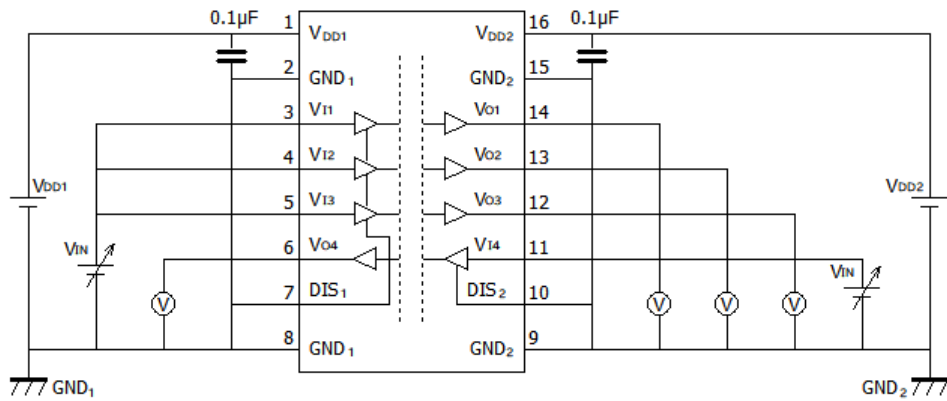 0.1μF 1 16 0.1μF
VDD1 VDD2
2 15
GND1 GND2
3 VI1 VO1 14
4 VI2 VO2 13
VDD1 VDD2
5 VI3 VO3 12
VIN 6 VO4 VI4 11 VIN
V 7 DIS1 DIS2 10 V V V
8 GND1 GND2 9
GND1 GND2